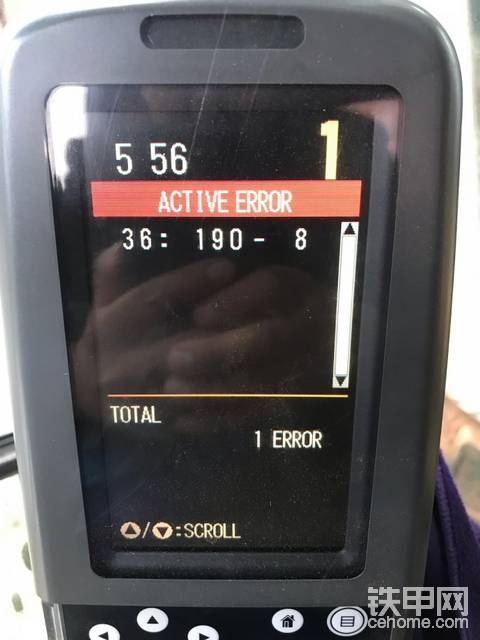 5 56
1
ACTIVE ERROR
36: 190- 8
TOTAL
1 ERROR
▲/▼:SCROLL
铁甲网
cehome.com